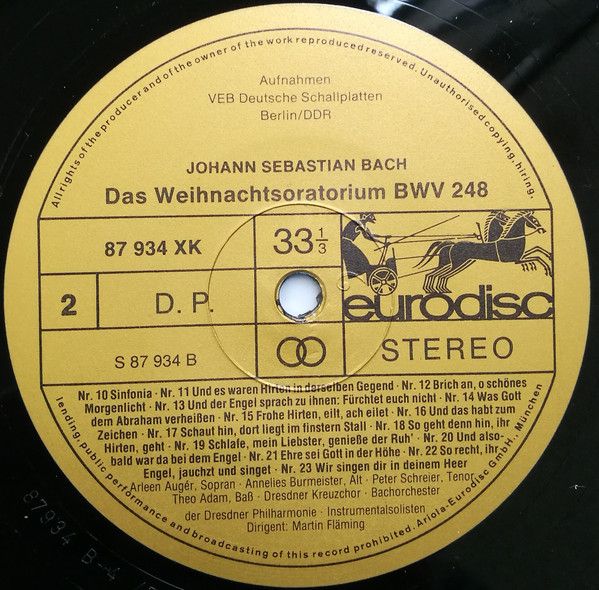 All rights of the producer and of the owner of the work reproduced reserved. Unauthorised copying, hiring,
Aufnahmen
VEB Deutsche Schallplatten
Berlin/DDR
JOHANN SEBASTIAN BACH
Das Weihnachtsoratorium BWV 248
87 934 XK
33 1/3
eurodisc
2
D. P.
S 87 934 B
STEREO
Nr. 10 Sinfonia · Nr. 11 Und es waren Hirten in derselben Gegend · Nr. 12 Brich an, o schönes
Morgenlicht · Nr. 13 Und der Engel sprach zu ihnen: Fürchtet euch nicht · Nr. 14 Was Gott
dem Abraham verheißen · Nr. 15 Frohe Hirten, eilt, ach eilet · Nr. 16 Und das habt zum
Zeichen · Nr. 17 Schaut hin, dort liegt im finstern Stall · Nr. 18 So geht denn hin, ihr
Hirten, geht · Nr. 19 Schlafe, mein Liebster, genieße der Ruh' · Nr. 20 Und also-
bald war da bei dem Engel · Nr. 21 Ehre sei Gott in der Höhe · Nr. 22 So recht, ihr
Engel, jauchzt und singet · Nr. 23 Wir singen dir in deinem Heer
Arleen Augér, Sopran · Annelies Burmeister, Alt · Peter Schreier, Tenor
Theo Adam, Baß · Dresdner Kreuzchor · Bachorchester
der Dresdner Philharmonie · Instrumentalsolisten
Dirigent: Martin Fläming
lending, public performance and broadcasting of this record prohibited. Ariola-Eurodisc GmbH., München
87934 B-4